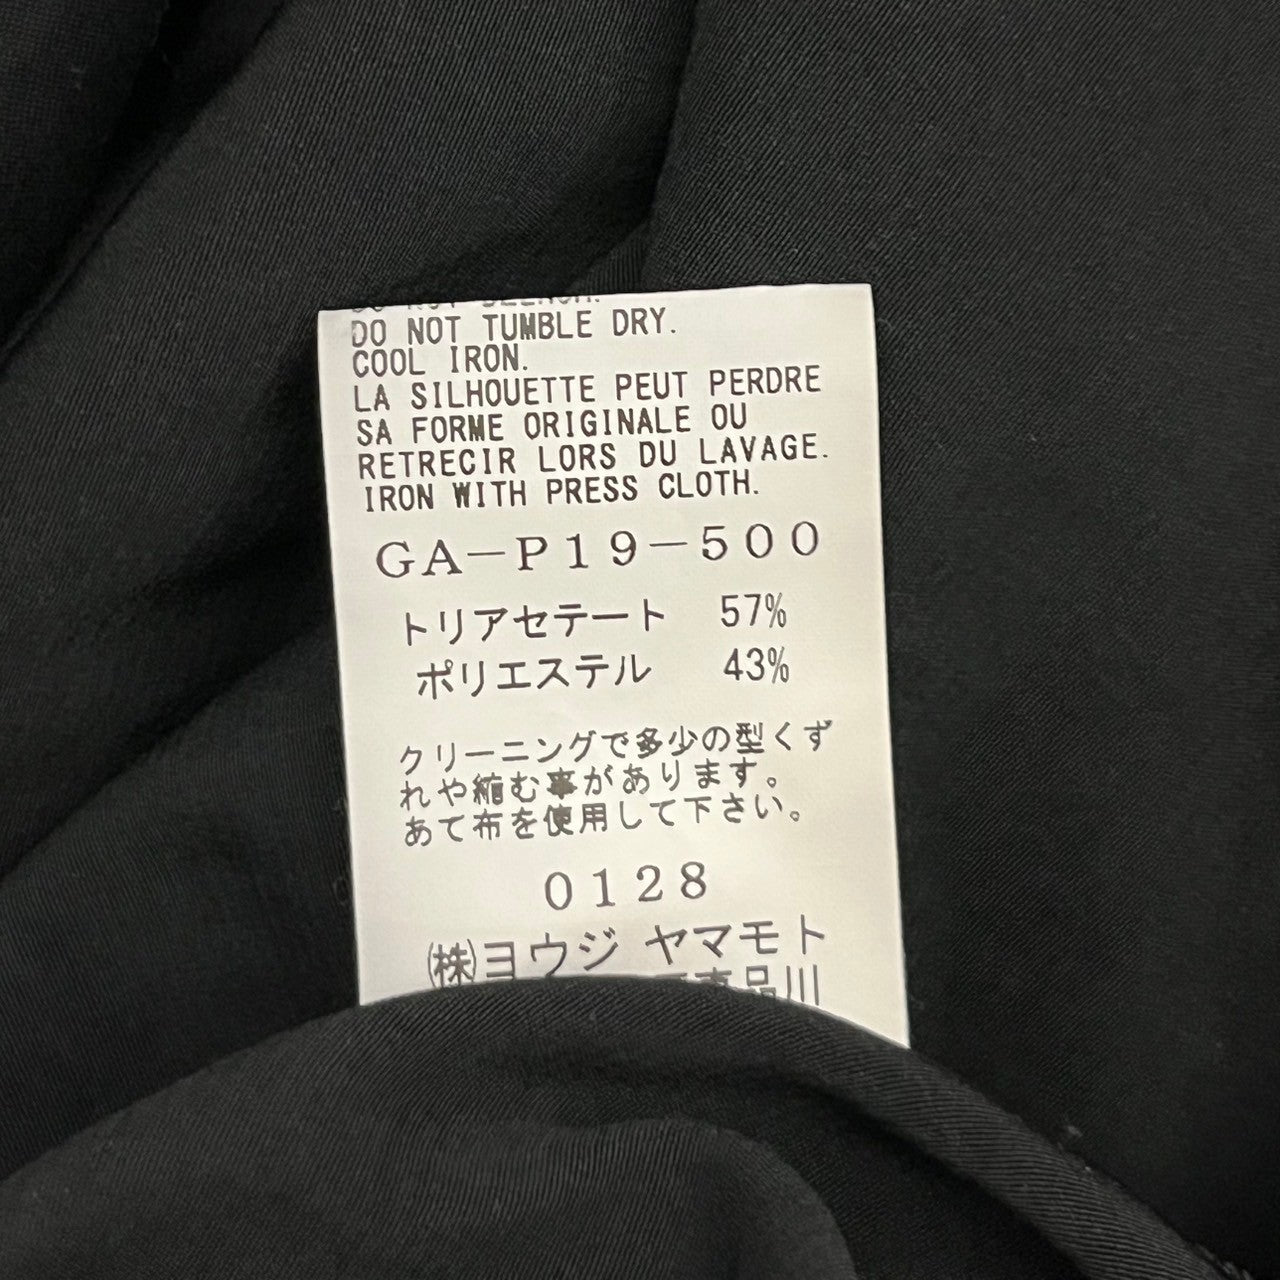 DO NOT TUMBLE DRY.
COOL IRON.
LA SILHOUETTE PEUT PERDRE
SA FORME ORIGINALE OU
RETRECIR LORS DU LAVAGE.
IRON WITH PRESS CLOTH.
GA-P19-500
トリアセテート 57%
ポリエステル 43%
クリーニングで多少の型くず
れや縮む事があります。
あて布を使用して下さい。
0128
(株)ヨウジ ヤマモト
品川